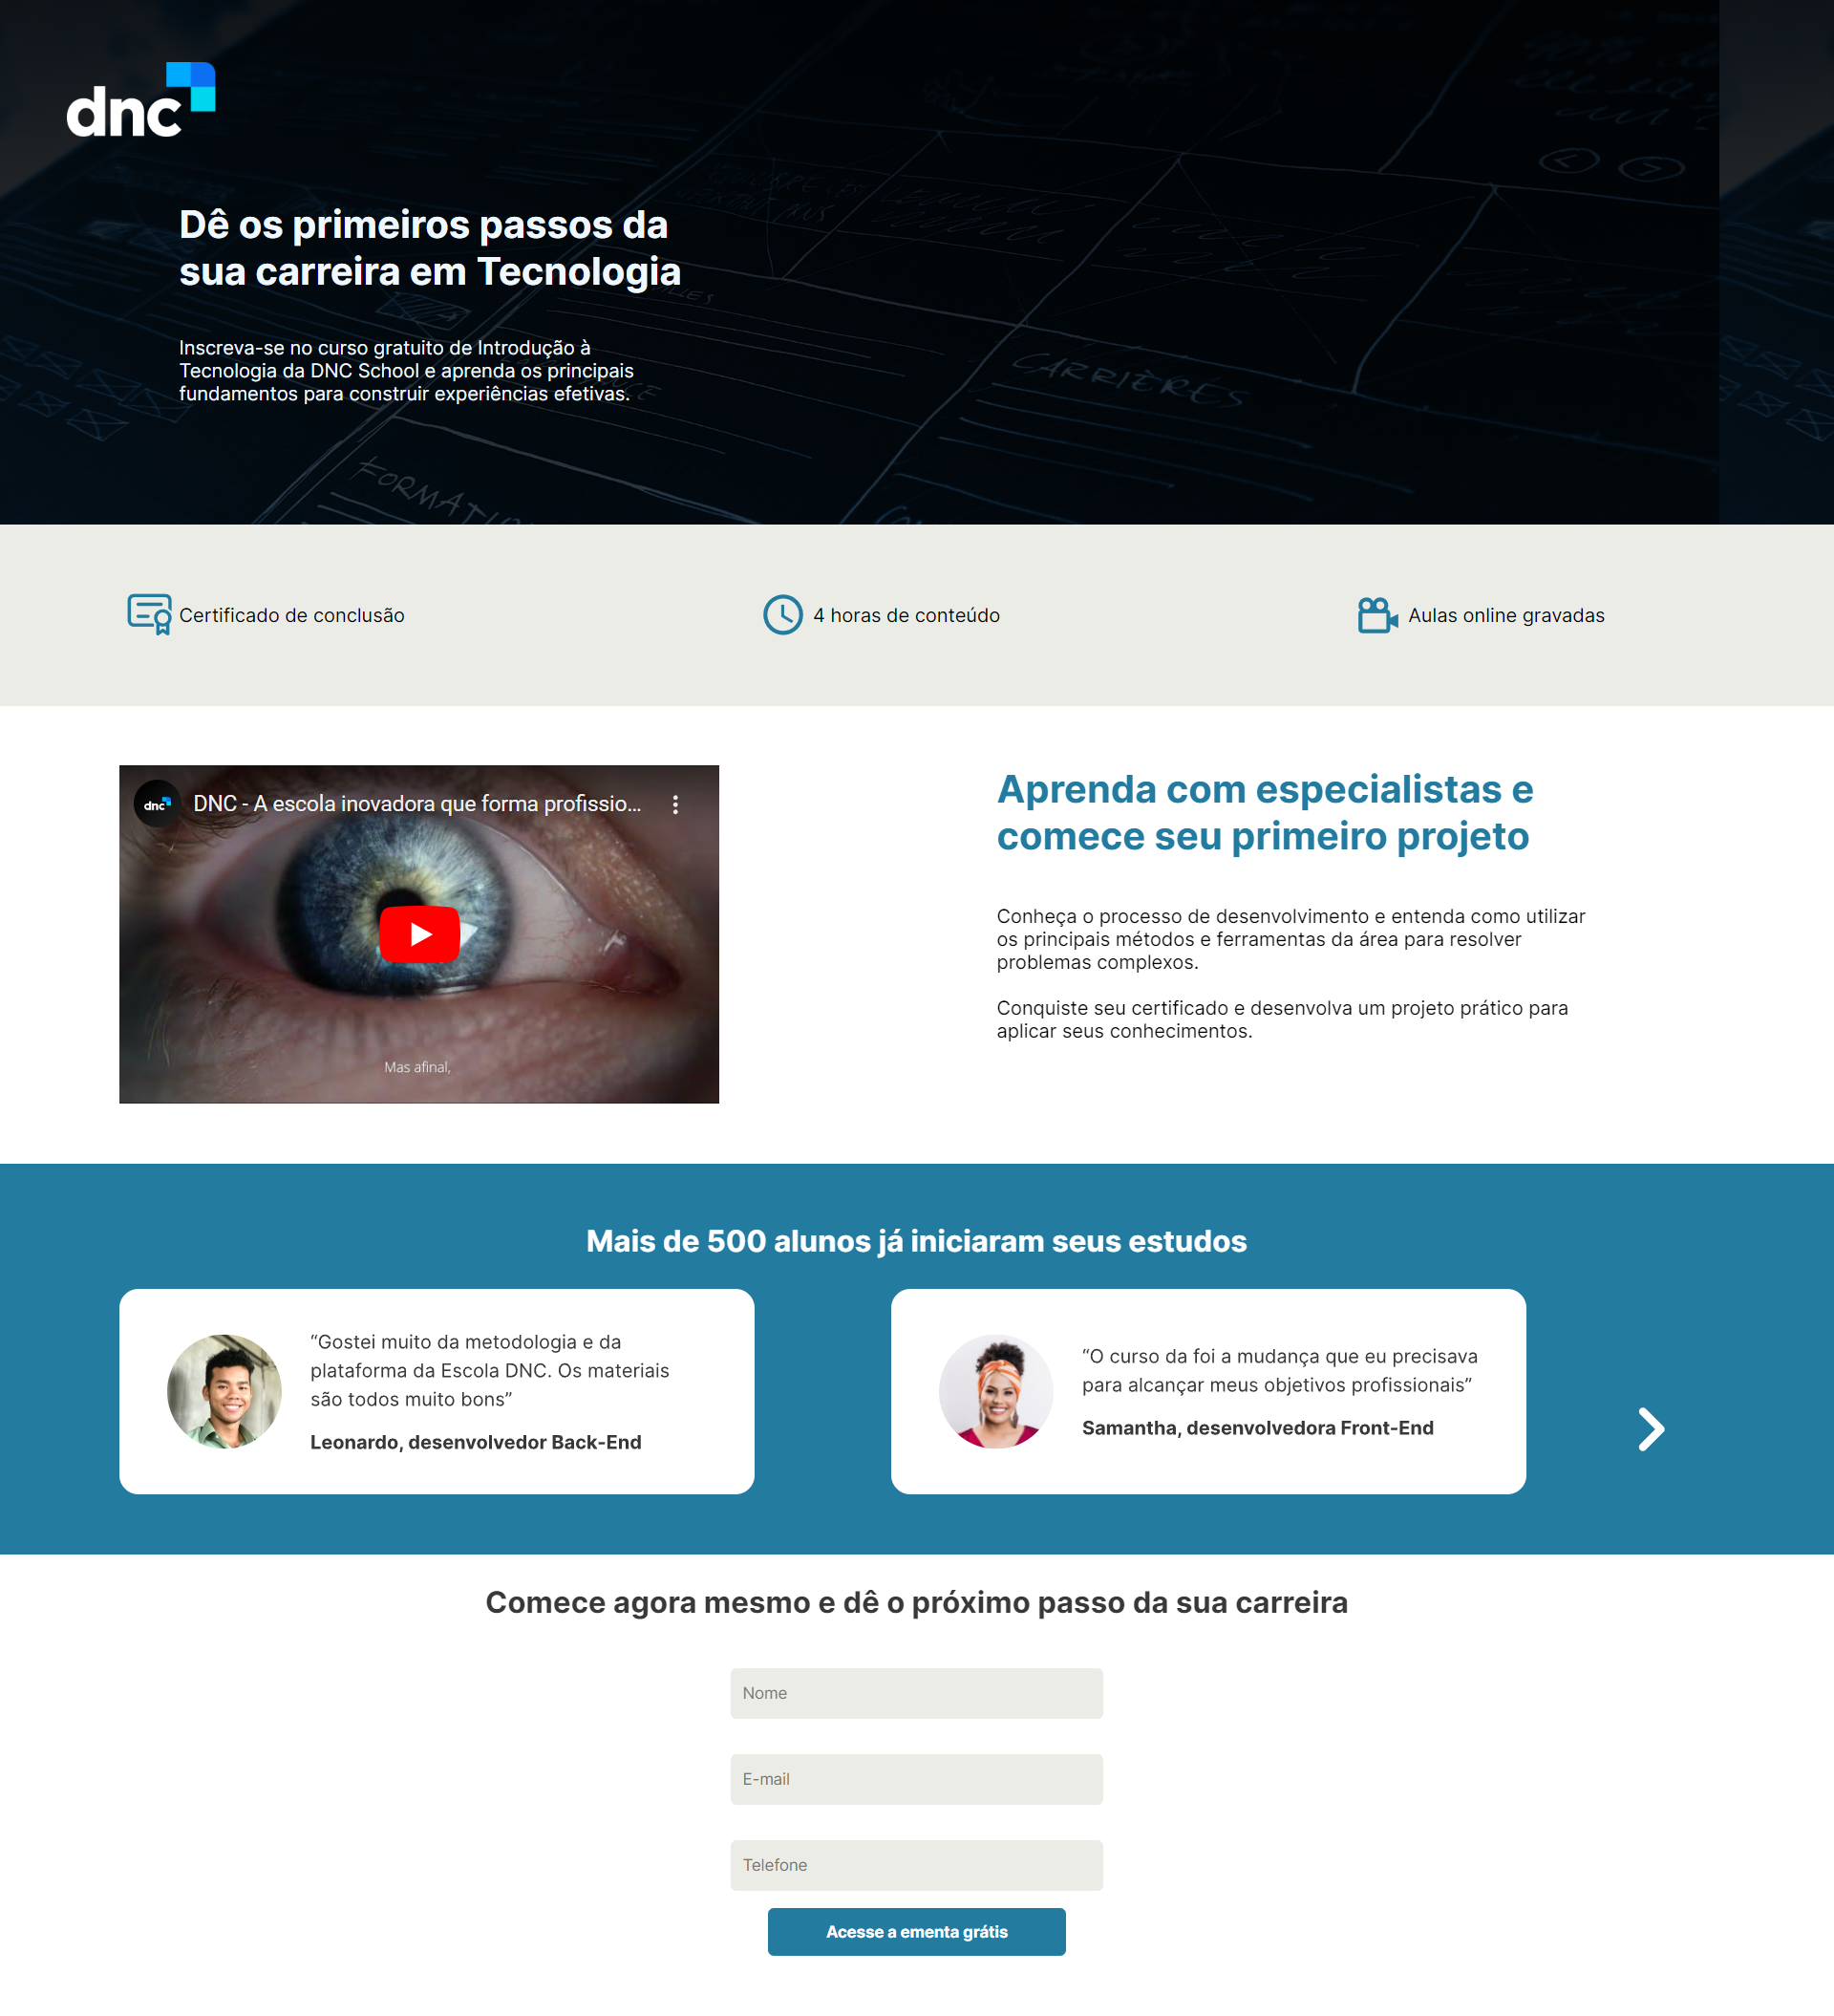 dnc
Dê os primeiros passos da
sua carreira em Tecnologia
Inscreva-se no curso gratuito de Introdução à
Tecnologia da DNC School e aprenda os principais
fundamentos para construir experiências efetivas.
CARRIÈRES
Certificado de conclusão
4 horas de conteúdo
Aulas online gravadas
dnc
DNC - A escola inovadora que forma profissio...
Mas afinal,
Aprenda com especialistas e
comece seu primeiro projeto
Conheça o processo de desenvolvimento e entenda como utilizar
os principais métodos e ferramentas da área para resolver
problemas complexos.
Conquiste seu certificado e desenvolva um projeto prático para
aplicar seus conhecimentos.
Mais de 500 alunos já iniciaram seus estudos
“Gostei muito da metodologia e da
plataforma da Escola DNC. Os materiais
são todos muito bons”
Leonardo, desenvolvedor Back-End
“O curso da foi a mudança que eu precisava
para alcançar meus objetivos profissionais”
Samantha, desenvolvedora Front-End
Comece agora mesmo e dê o próximo passo da sua carreira
Nome
E-mail
Telefone
Acesse a ementa grátis